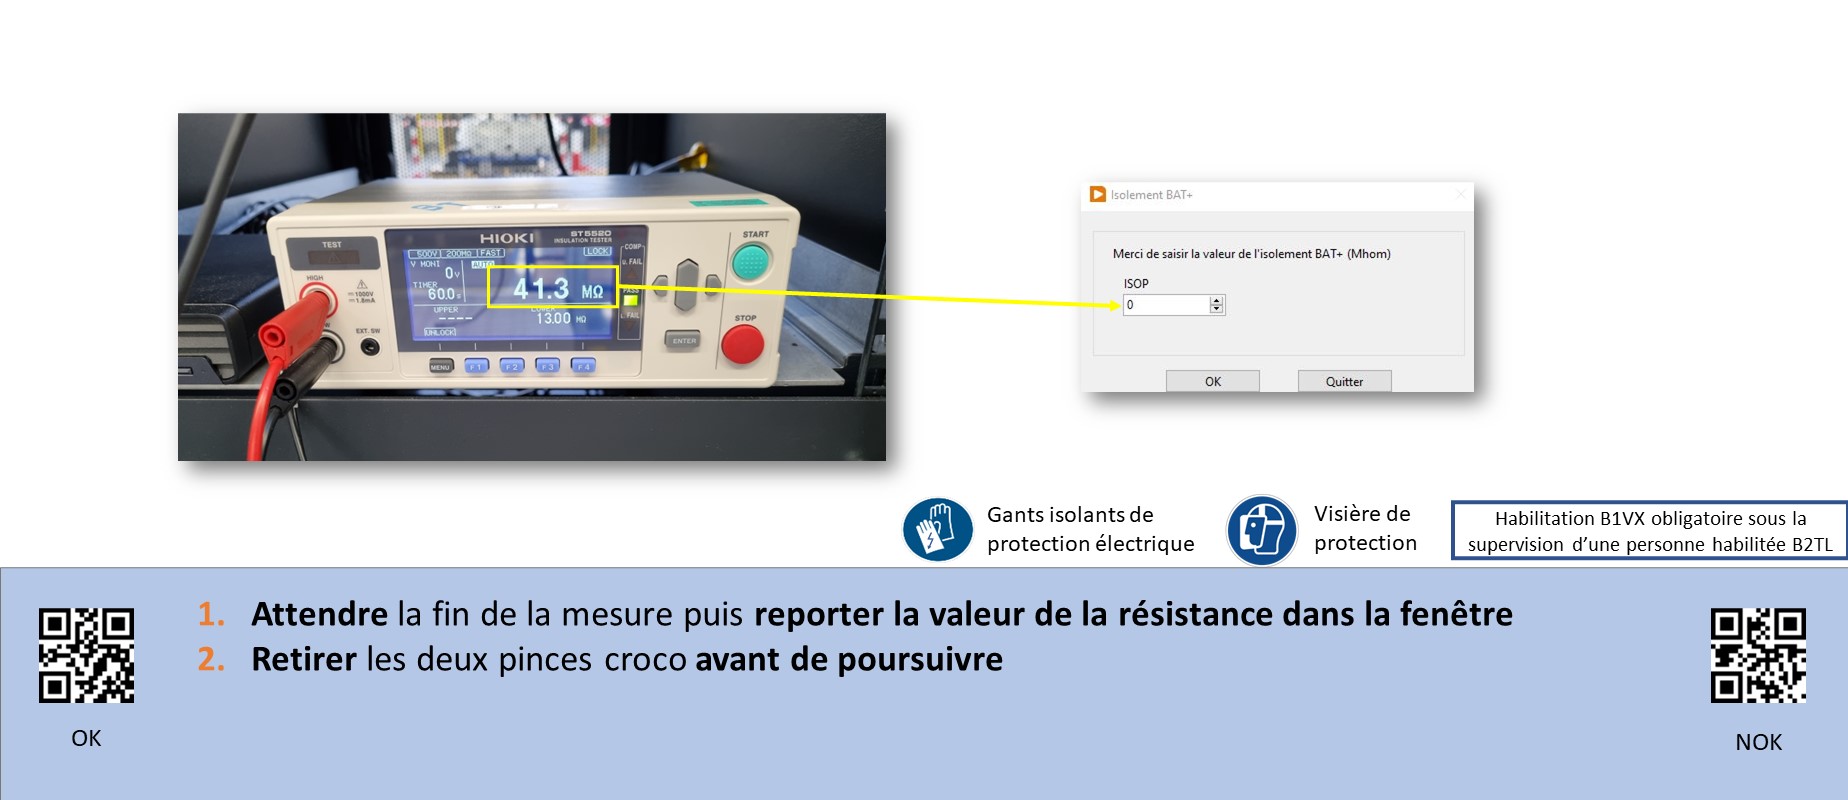 HIOKI
ST5520
INSULATION TESTER
TEST
HIGH
1000V
1.8mA
EXT. SW
500V 200MΩ FAST
LOCK
V MONI
AUTO
0 V
41.3 MΩ
TIMER
60.0 s
UPPER
LOWER
----
13.00 MΩ
UNLOCK
COMP
U. FAIL
PASS
L. FAIL
START
STOP
ENTER
MENU
F1
F2
F3
F4
Isolement BAT+
Merci de saisir la valeur de l'isolement BAT+ (Mhom)
ISOP
0
OK
Quitter
Gants isolants de
protection électrique
Visière de
protection
Habilitation B1VX obligatoire sous la
supervision d’une personne habilitée B2TL
1. Attendre la fin de la mesure puis reporter la valeur de la résistance dans la fenêtre
2. Retirer les deux pinces croco avant de poursuivre
OK
NOK